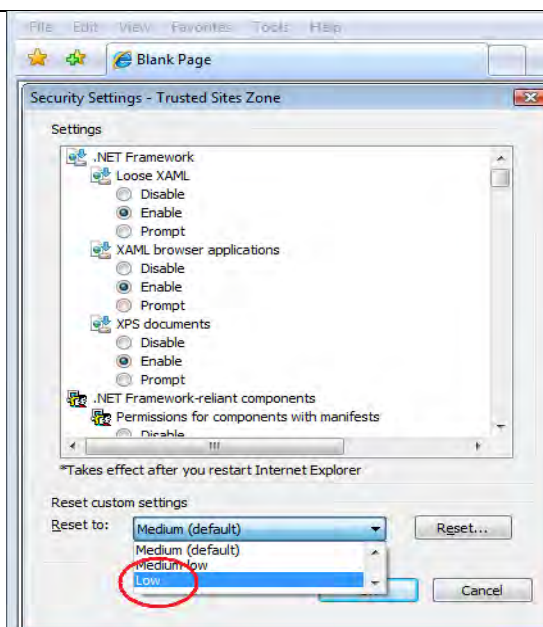 File Edit View Favorites Tools Help
Blank Page
Security Settings - Trusted Sites Zone
Settings
.NET Framework
Loose XAML
Disable
Enable
Prompt
XAML browser applications
Disable
Enable
Prompt
XPS documents
Disable
Enable
Prompt
.NET Framework-reliant components
Permissions for components with manifests
Disable
*Takes effect after you restart Internet Explorer
Reset custom settings
Reset to: Medium (default) Reset...
Medium (default)
Medium low
Low
Cancel